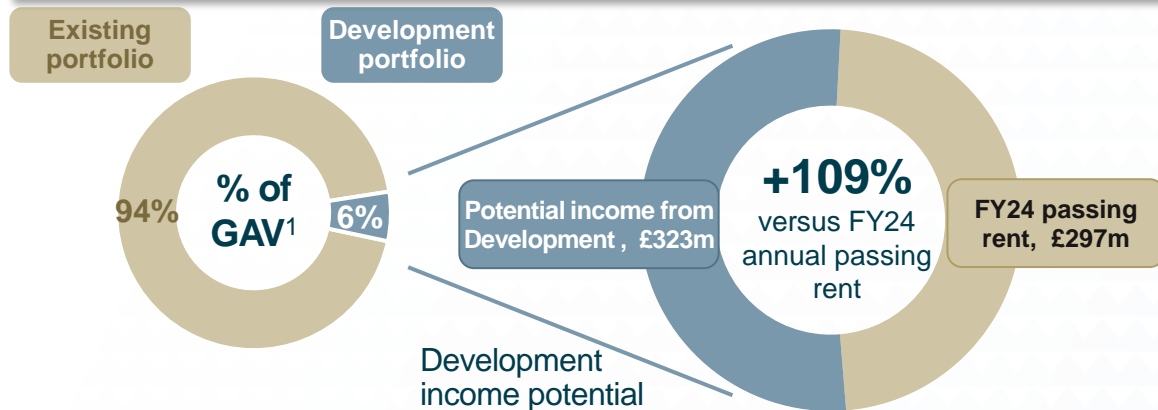 Existing
portfolio
Development
portfolio
94%
% of
GAV¹
6%
Potential income from
Development , £323m
+109%
versus FY24
annual passing
rent
FY24 passing
rent, £297m
Development
income potential